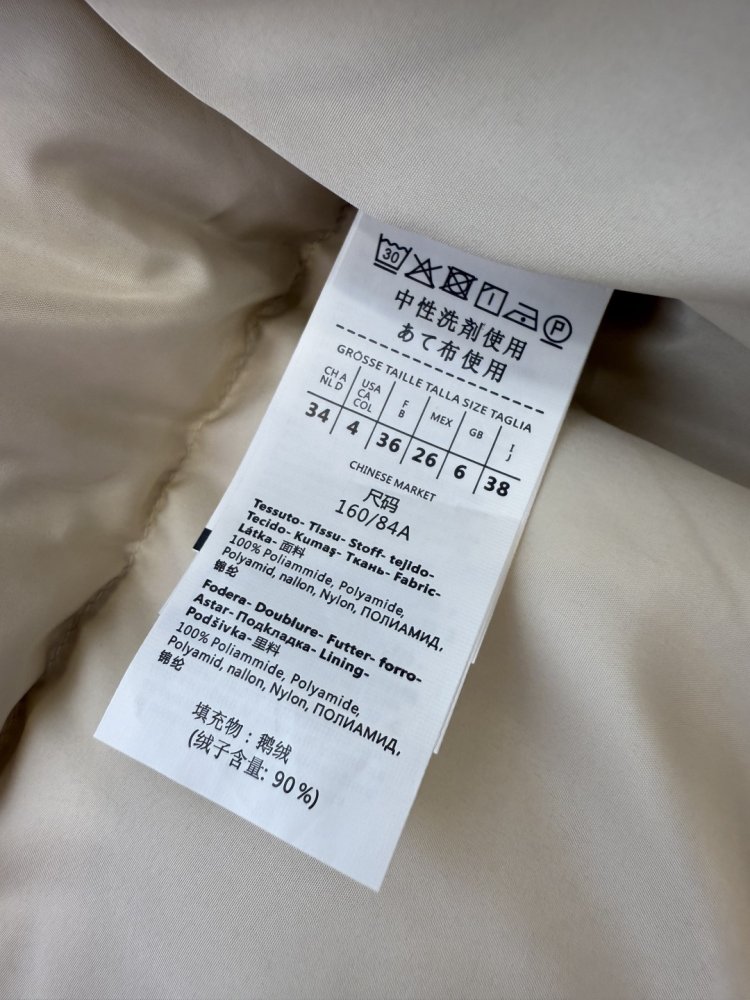 30 P
中性洗剤使用
あて布使用
GRÖSSE TAILLE TALLA SIZE TAGLIA
CH A NLD USA CA COL F B MEX GB I J
34 4 36 26 6 38
CHINESE MARKET
尺码
160/84A
Tessuto- Tissu- Stoff- tejido-
Tecido- Kumaş- Ткань- Fabric-
Látka- 面料
100% Poliammide, Polyamide,
Polyamid, nallon, Nylon, ПОЛИАМИД,
锦纶
Fodera- Doublure- Futter- forro-
Astar- Подкладка- Lining-
Podšivka- 里料
100% Poliammide, Polyamide,
Polyamid, nallon, Nylon, ПОЛИАМИД,
锦纶
填充物：鹅绒
(绒子含量: 90%)